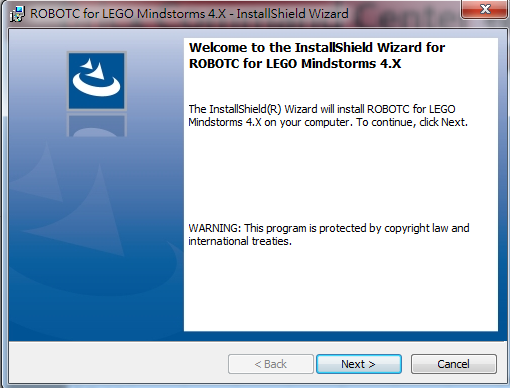 ROBOTC for LEGO Mindstorms 4.X - InstallShield Wizard
Center
Welcome to the InstallShield Wizard for
ROBOTC for LEGO Mindstorms 4.X
The InstallShield(R) Wizard will install ROBOTC for LEGO
Mindstorms 4.X on your computer. To continue, click Next.
WARNING: This program is protected by copyright law and
international treaties.
< Back
Next >
Cancel